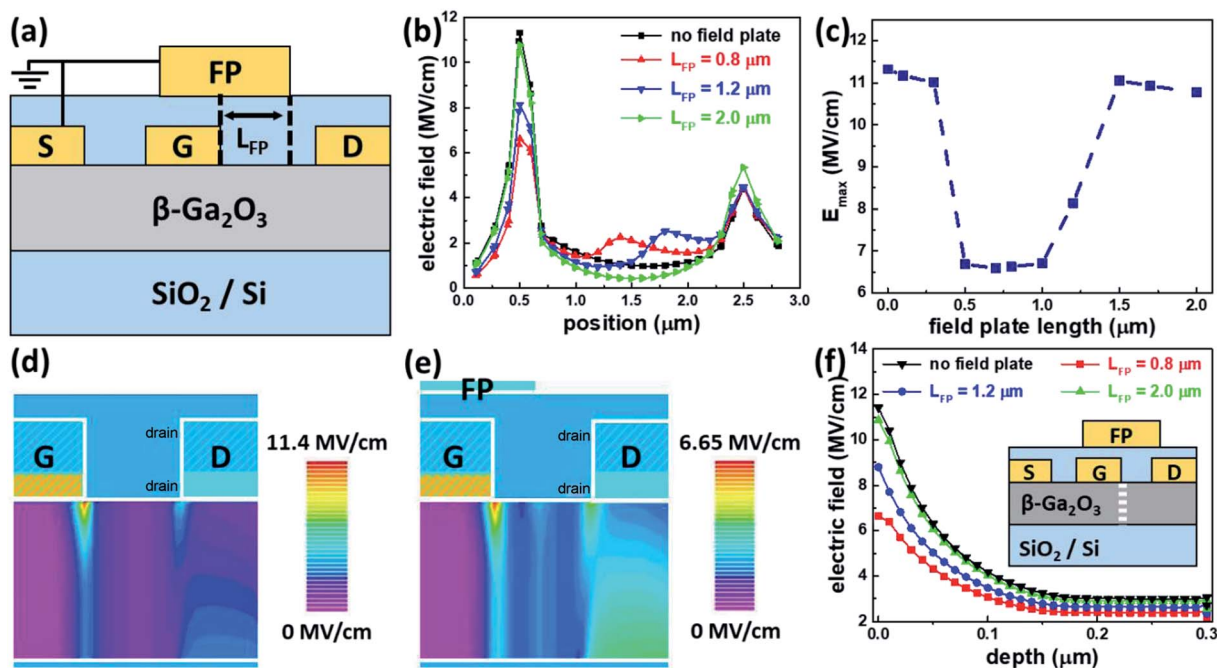 (a)
FP
S
G
L_FP
D
β-Ga₂O₃
SiO₂ / Si
(b)
electric field (MV/cm)
12
10
8
6
4
2
0
no field plate
L_FP = 0.8 μm
L_FP = 1.2 μm
L_FP = 2.0 μm
0.0 0.5 1.0 1.5 2.0 2.5 3.0
position (μm)
(c)
E_max (MV/cm)
12
11
10
9
8
7
6
0.0 0.5 1.0 1.5 2.0
field plate length (μm)
(d)
G
drain
drain
D
11.4 MV/cm
0 MV/cm
(e)
FP
G
drain
drain
D
6.65 MV/cm
0 MV/cm
(f)
electric field (MV/cm)
14
12
10
8
6
4
2
no field plate
L_FP = 0.8 μm
L_FP = 1.2 μm
L_FP = 2.0 μm
FP
S
G
D
β-Ga₂O₃
SiO₂ / Si
0.0 0.1 0.2 0.3
depth (μm)